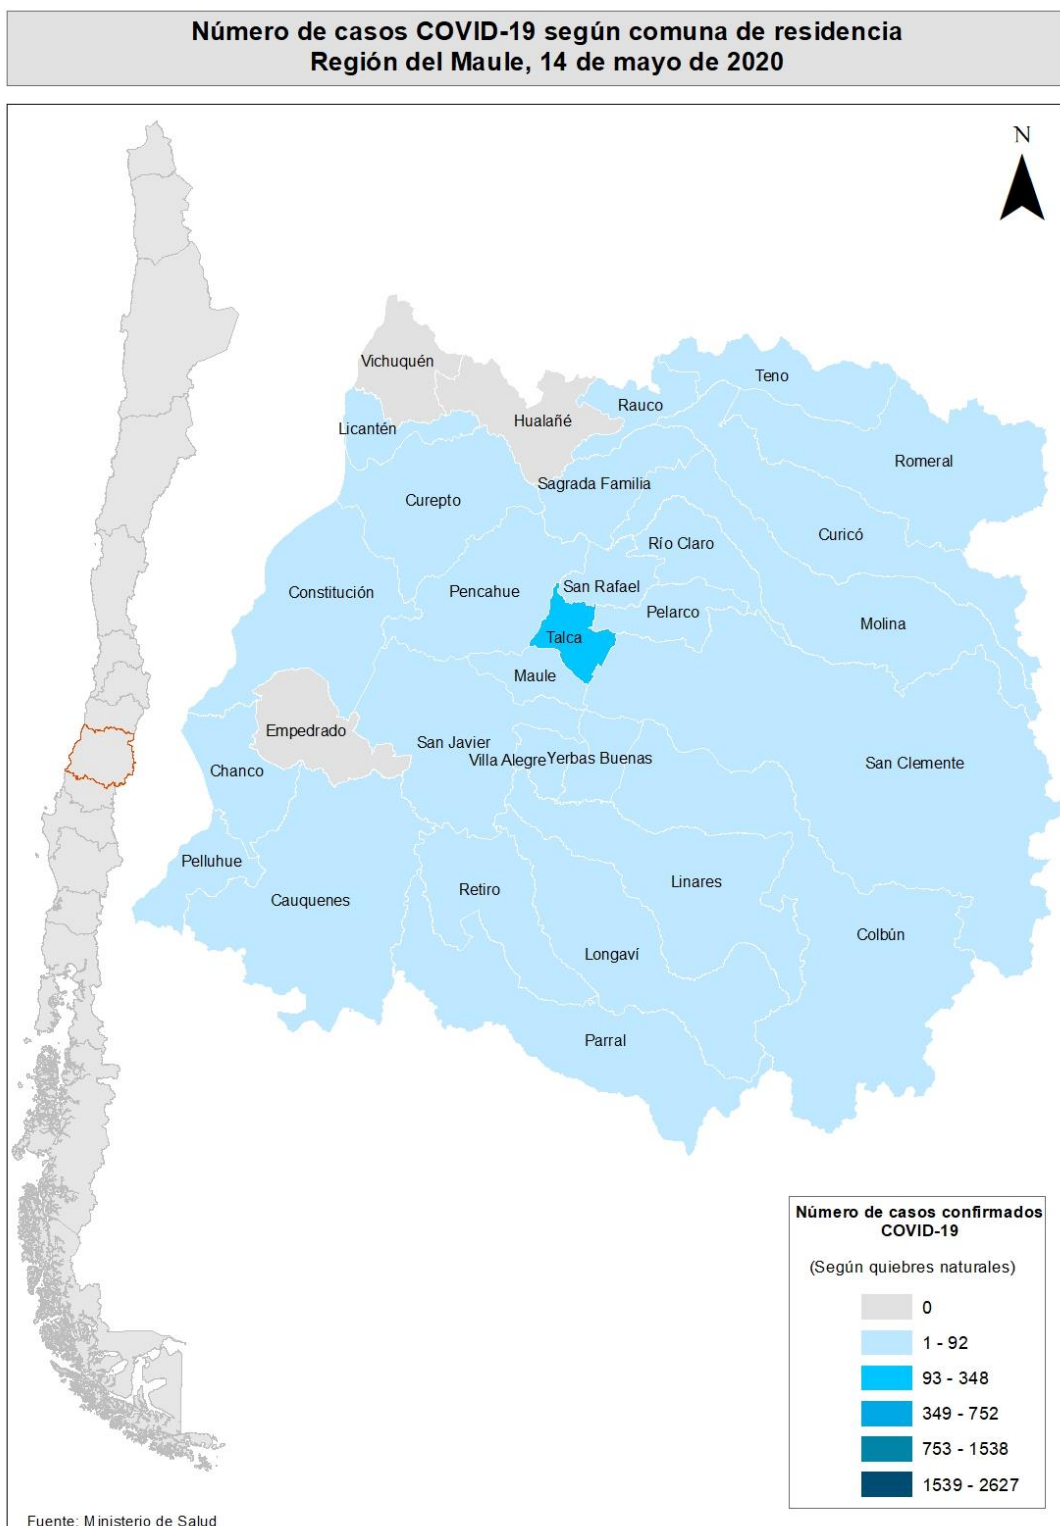 Número de casos COVID-19 según comuna de residencia
Región del Maule, 14 de mayo de 2020
N
Vichuquén
Teno
Rauco
Hualañé
Licantén
Romeral
Sagrada Familia
Curepto
Curicó
Río Claro
San Rafael
Constitución
Pencahue
Pelarco
Molina
Talca
Maule
Empedrado
San Javier
Villa Alegre
Yerbas Buenas
San Clemente
Chanco
Pelluhue
Linares
Retiro
Cauquenes
Colbún
Longaví
Parral
Número de casos confirmados
COVID-19
(Según quiebres naturales)
0
1 - 92
93 - 348
349 - 752
753 - 1538
1539 - 2627
Fuente: Ministerio de Salud